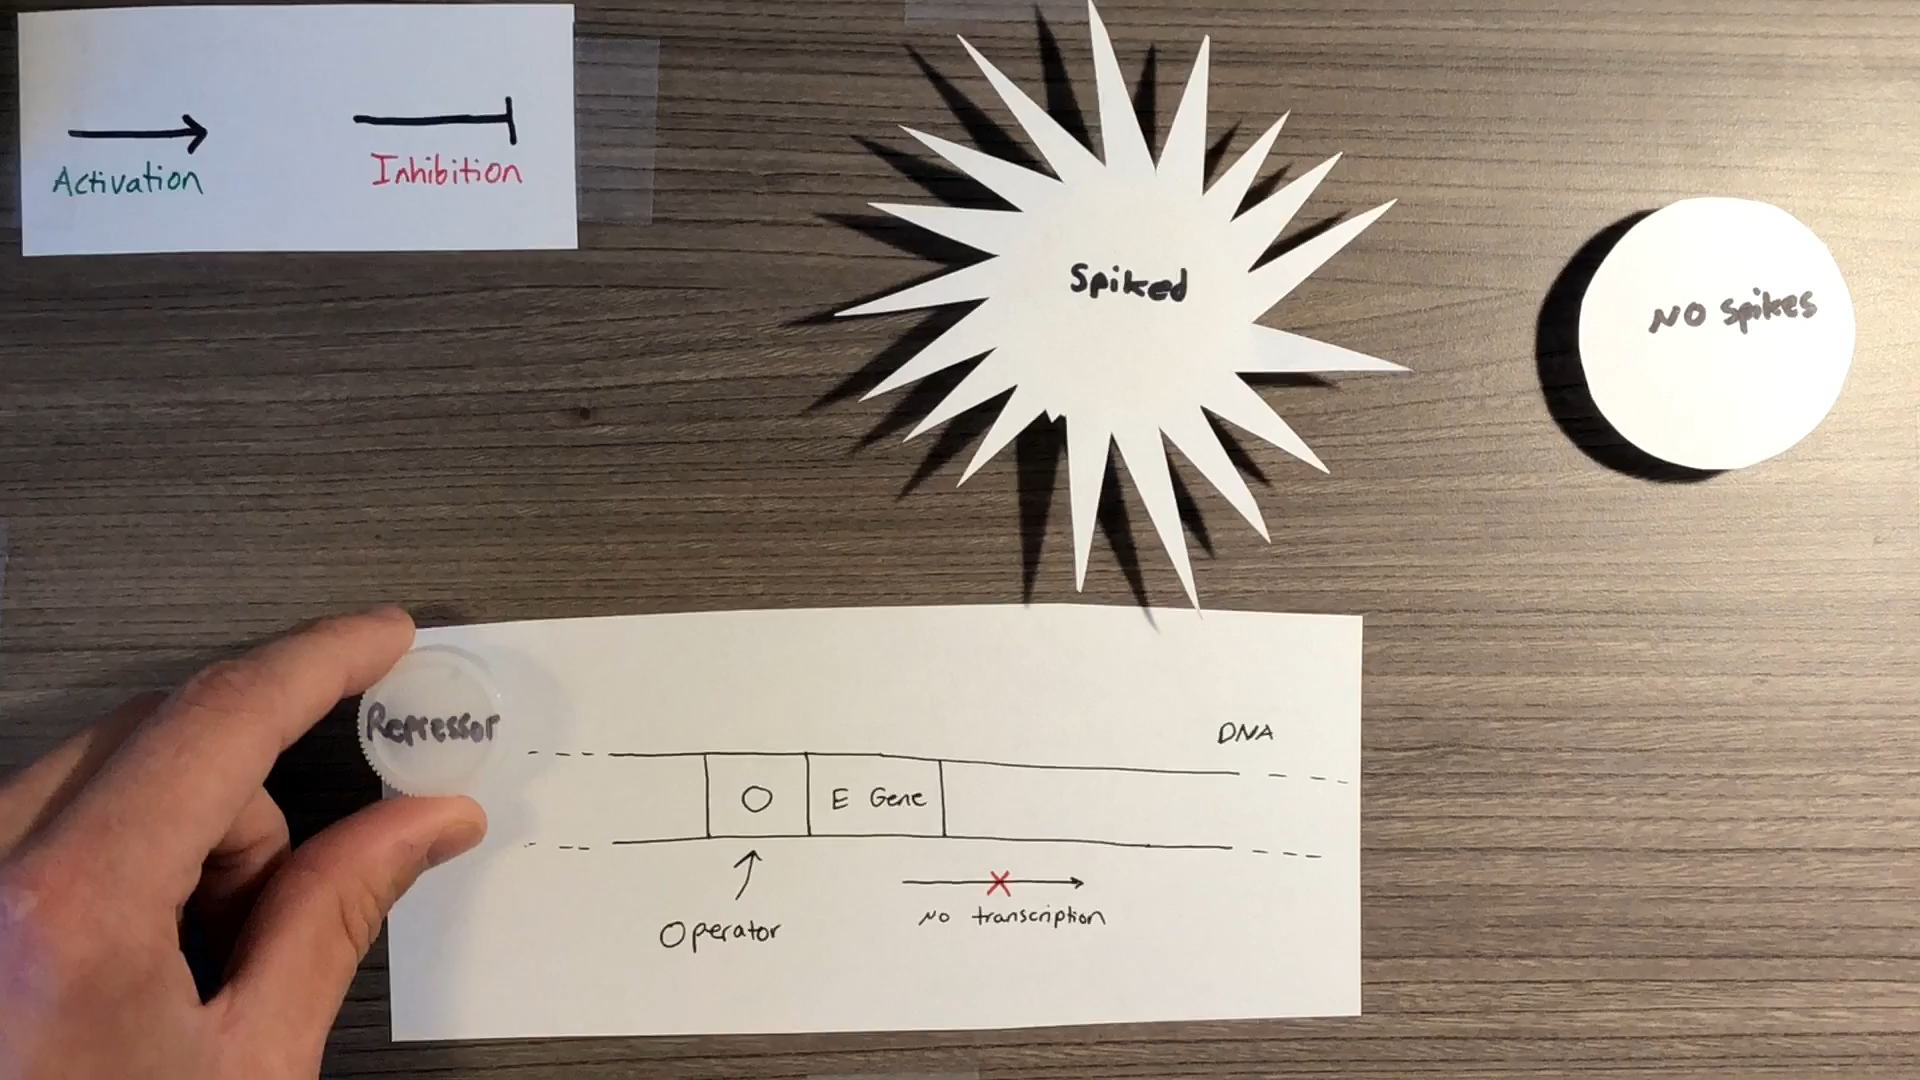 Activation
Inhibition
Spiked
No Spikes
Repressor
DNA
O
E Gene
Operator
No transcription